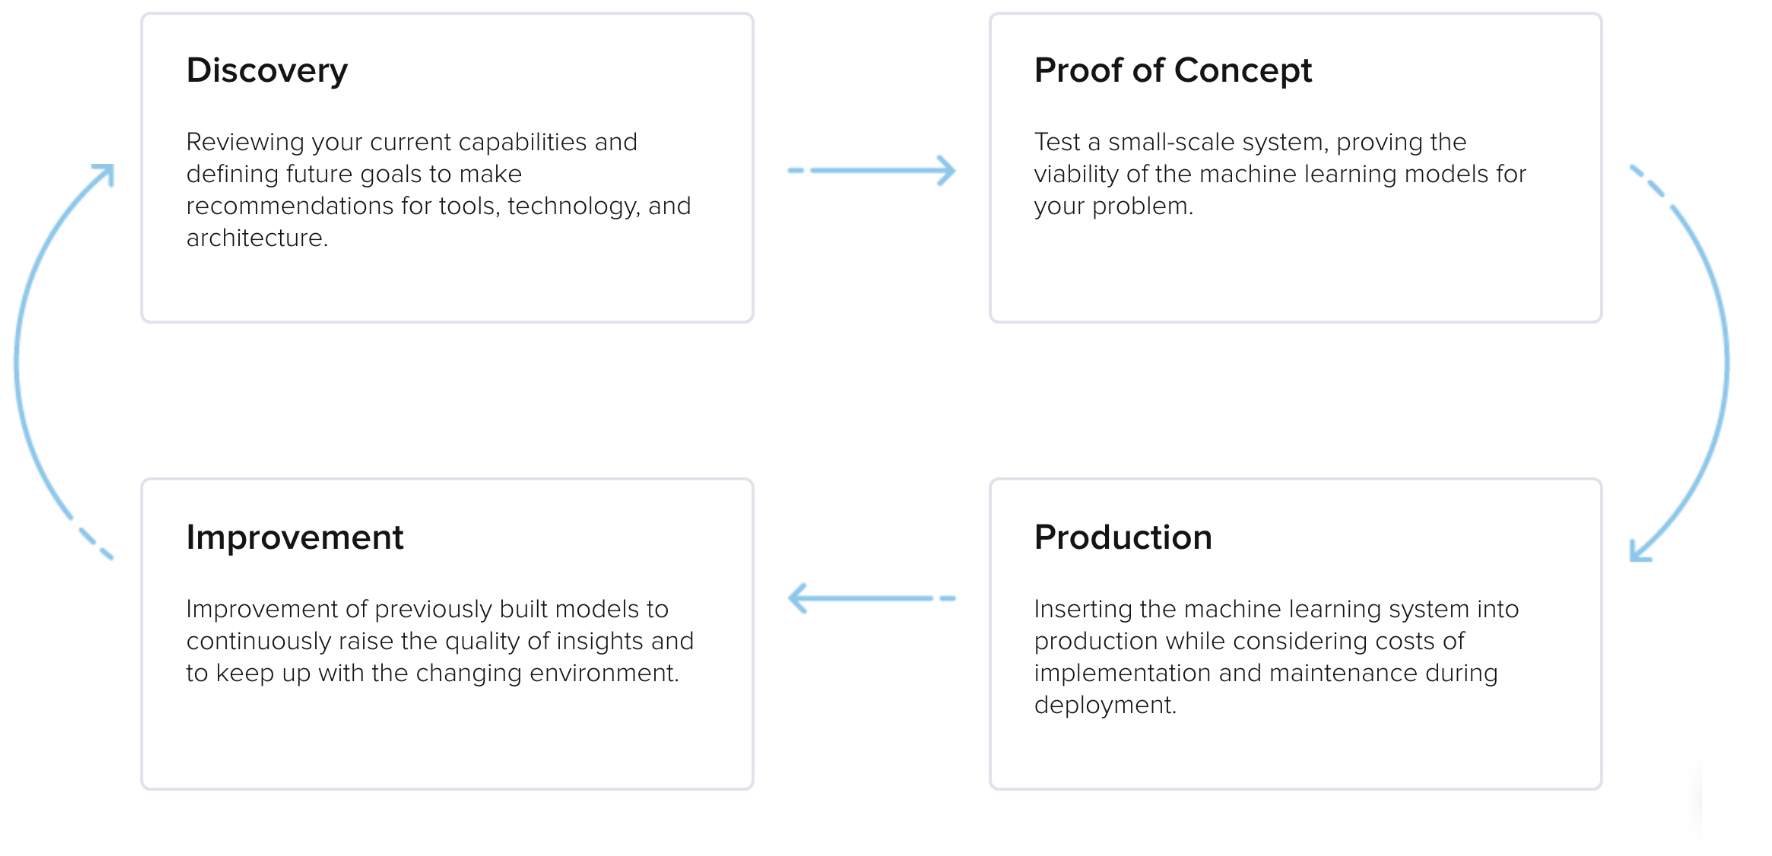 Discovery
Reviewing your current capabilities and
defining future goals to make
recommendations for tools, technology, and
architecture.
Proof of Concept
Test a small-scale system, proving the
viability of the machine learning models for
your problem.
Improvement
Improvement of previously built models to
continuously raise the quality of insights and
to keep up with the changing environment.
Production
Inserting the machine learning system into
production while considering costs of
implementation and maintenance during
deployment.